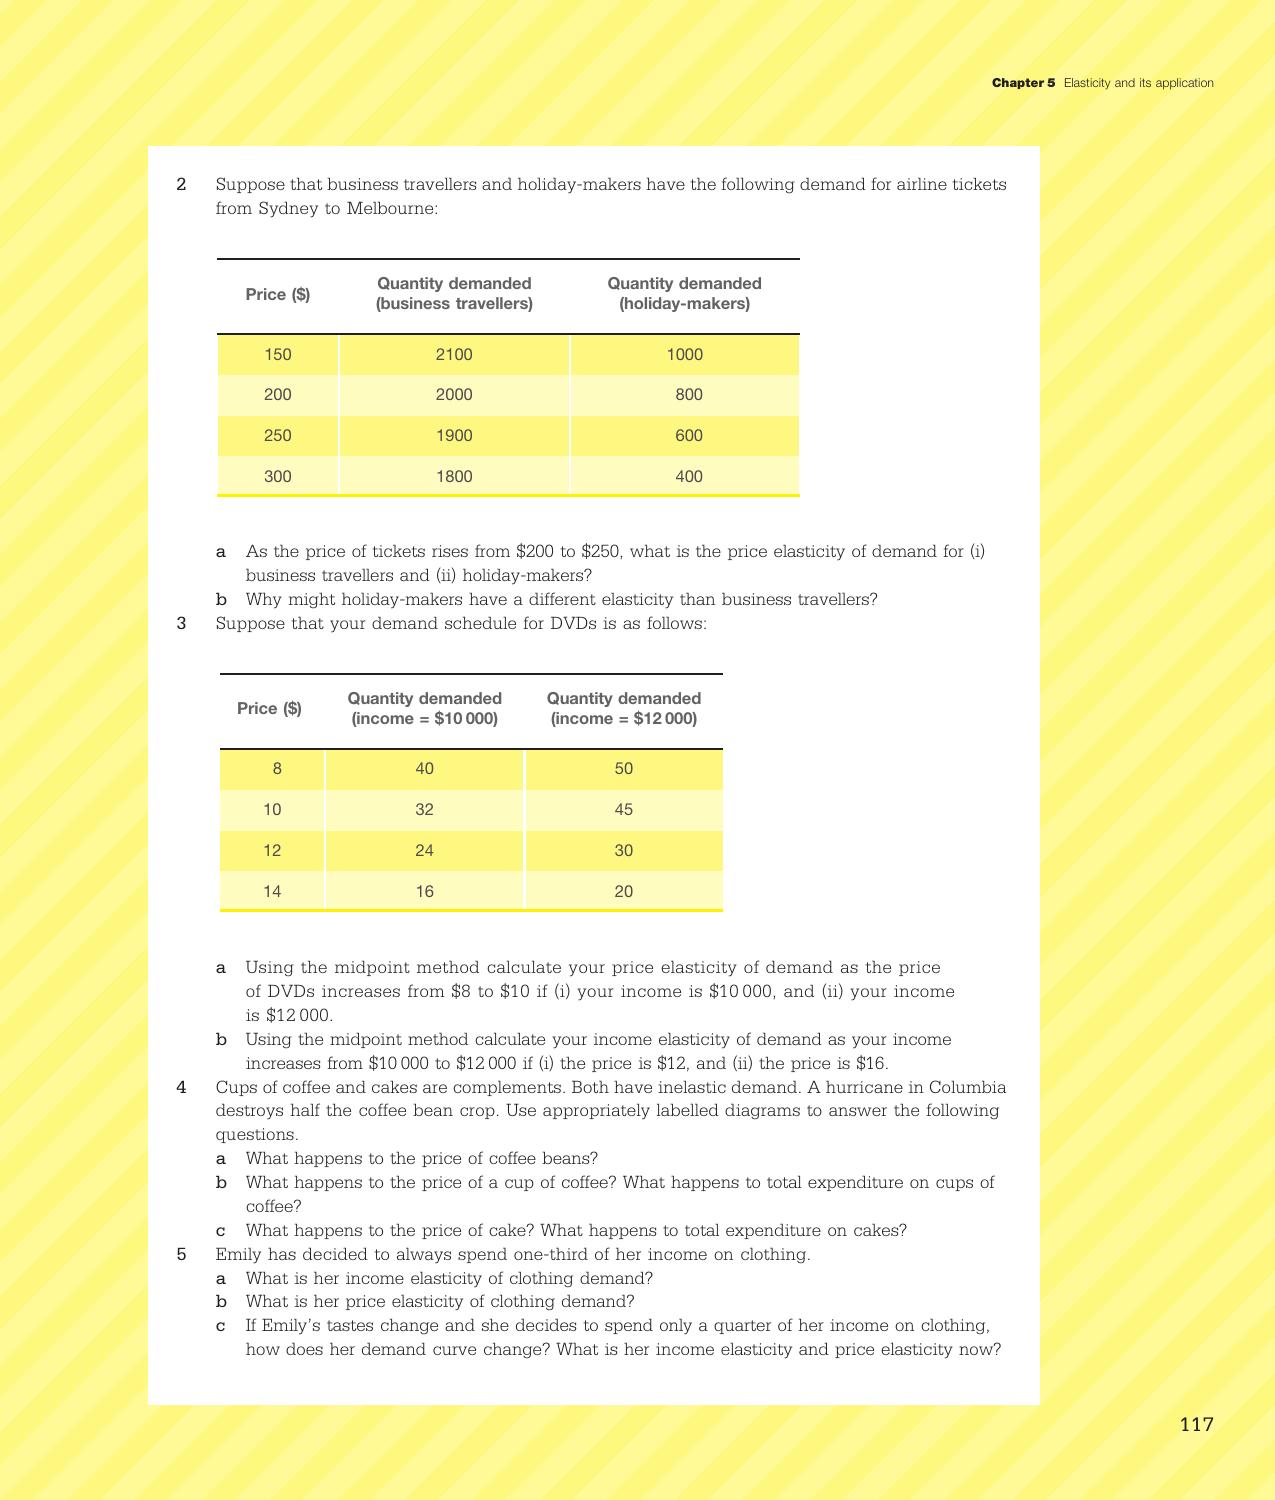 Chapter 5 Elasticity and its application
2 Suppose that business travellers and holiday-makers have the following demand for airline tickets
from Sydney to Melbourne:
Price ($) Quantity demanded (business travellers) Quantity demanded (holiday-makers)
150 2100 1000
200 2000 800
250 1900 600
300 1800 400
a As the price of tickets rises from $200 to $250, what is the price elasticity of demand for (i)
business travellers and (ii) holiday-makers?
b Why might holiday-makers have a different elasticity than business travellers?
3 Suppose that your demand schedule for DVDs is as follows:
Price ($) Quantity demanded (income = $10 000) Quantity demanded (income = $12 000)
8 40 50
10 32 45
12 24 30
14 16 20
a Using the midpoint method calculate your price elasticity of demand as the price
of DVDs increases from $8 to $10 if (i) your income is $10 000, and (ii) your income
is $12 000.
b Using the midpoint method calculate your income elasticity of demand as your income
increases from $10 000 to $12 000 if (i) the price is $12, and (ii) the price is $16.
4 Cups of coffee and cakes are complements. Both have inelastic demand. A hurricane in Columbia
destroys half the coffee bean crop. Use appropriately labelled diagrams to answer the following
questions.
a What happens to the price of coffee beans?
b What happens to the price of a cup of coffee? What happens to total expenditure on cups of
coffee?
c What happens to the price of cake? What happens to total expenditure on cakes?
5 Emily has decided to always spend one-third of her income on clothing.
a What is her income elasticity of clothing demand?
b What is her price elasticity of clothing demand?
c If Emily's tastes change and she decides to spend only a quarter of her income on clothing,
how does her demand curve change? What is her income elasticity and price elasticity now?
117